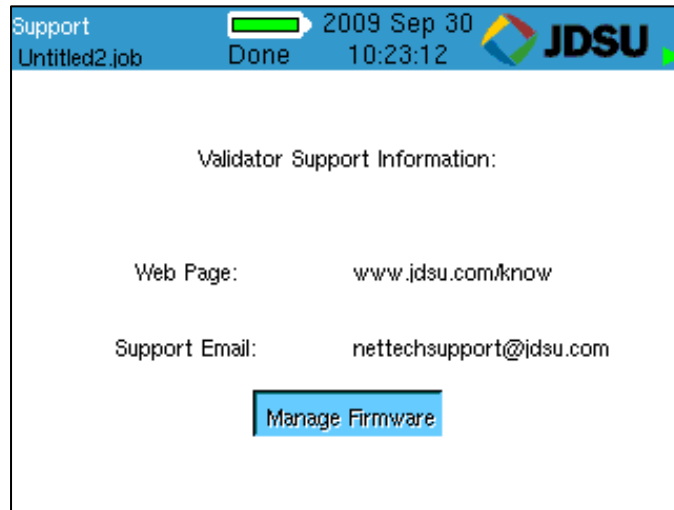 Support
2009 Sep 30
JDSU
Untitled2.job
Done
10:23:12
Validator Support Information:
Web Page:
www.jdsu.com/know
Support Email:
nettechsupport@jdsu.com
Manage Firmware